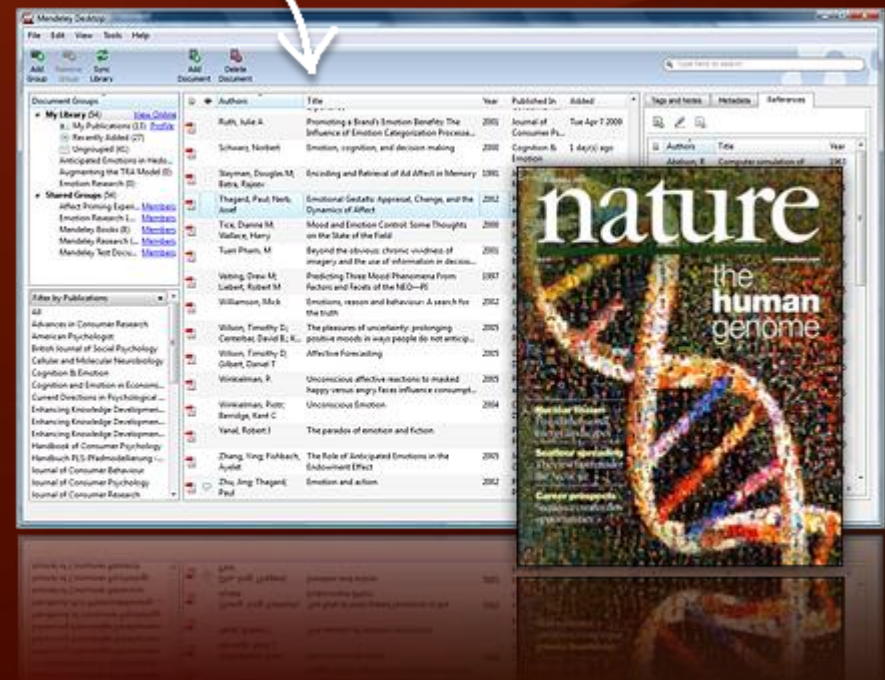 Mendeley Desktop
File Edit View Tools Help
Add Group
Remove Group
Sync Library
Add Document
Delete Document
Type here to search
Document Groups
My Library (54) View Online
My Publications (13) Profile
Recently Added (27)
Ungrouped (41)
Anticipated Emotions in Hedo...
Augmenting the TRA Model (0)
Emotion Research (0)
Shared Groups (54)
Affect Priming Experi... Members
Emotion Research I... Members
Mendeley Books (8) Members
Mendeley Research (... Members
Mendeley Test Docu... Members
Filter by Publications
All
Advances in Consumer Research
American Psychologist
British Journal of Social Psychology
Cellular and Molecular Neurobiology
Cognition & Emotion
Cognition and Emotion in Economi...
Current Directions in Psychological ...
Enhancing Knowledge Developmen...
Enhancing Knowledge Developmen...
Enhancing Knowledge Developmen...
Handbook of Consumer Psychology
Handbuch PLS-Pfadmodellierung -...
Journal of Consumer Behaviour
Journal of Consumer Psychology
Journal of Consumer Research
Authors Title Year Published In Added
Ruth, Julie A. Promoting a Brand's Emotion Benefits: The 2001 Journal of Tue Apr 7 2009
Influence of Emotion Categorization Processe... Consumer Ps...
Schwarz, Norbert Emotion, cognition, and decision making 2000 Cognition & 1 day(s) ago
Emotion
Stayman, Douglas M; Encoding and Retrieval of Ad Affect in Memory 1991
Batra, Rajeev
Thagard, Paul; Nerb, Emotional Gestalts: Appraisal, Change, and the 2002
Josef Dynamics of Affect
Tice, Dianne M; Mood and Emotion Control: Some Thoughts 2000
Wallace, Harry on the State of the Field
Tuan Pham, M Beyond the obvious: chronic vividness of 2001
imagery and the use of information in decisio...
Vetting, Drew M; Predicting Three Mood Phenomena From 1997
Liebert, Robert M Factors and Facets of the NEO—PI
Williamson, Mick Emotions, reason and behaviour: A search for 2002
the truth
Wilson, Timothy D; The pleasures of uncertainty: prolonging 2005
Centerbar, David B.; K... positive moods in ways people do not anticip...
Wilson, Timothy D; Affective Forecasting 2005
Gilbert, Daniel T
Winkielman, P. Unconscious affective reactions to masked 2005
happy versus angry faces influence consumpt...
Winkielman, Piotr; Unconscious Emotion 2004
Berridge, Kent C
Yanal, Robert J The paradox of emotion and fiction
Zhang, Ying; Fishbach, The Role of Anticipated Emotions in the 2005
Ayelet Endowment Effect
Zhu, Jing; Thagard, Emotion and action 2002
Paul
Tags and Notes Metadata References
Authors Title Year
Abelson, R Computer simulation of 1963
nature
the
human
genome
Nuclear fission
Seafloor spreading
Career prospects